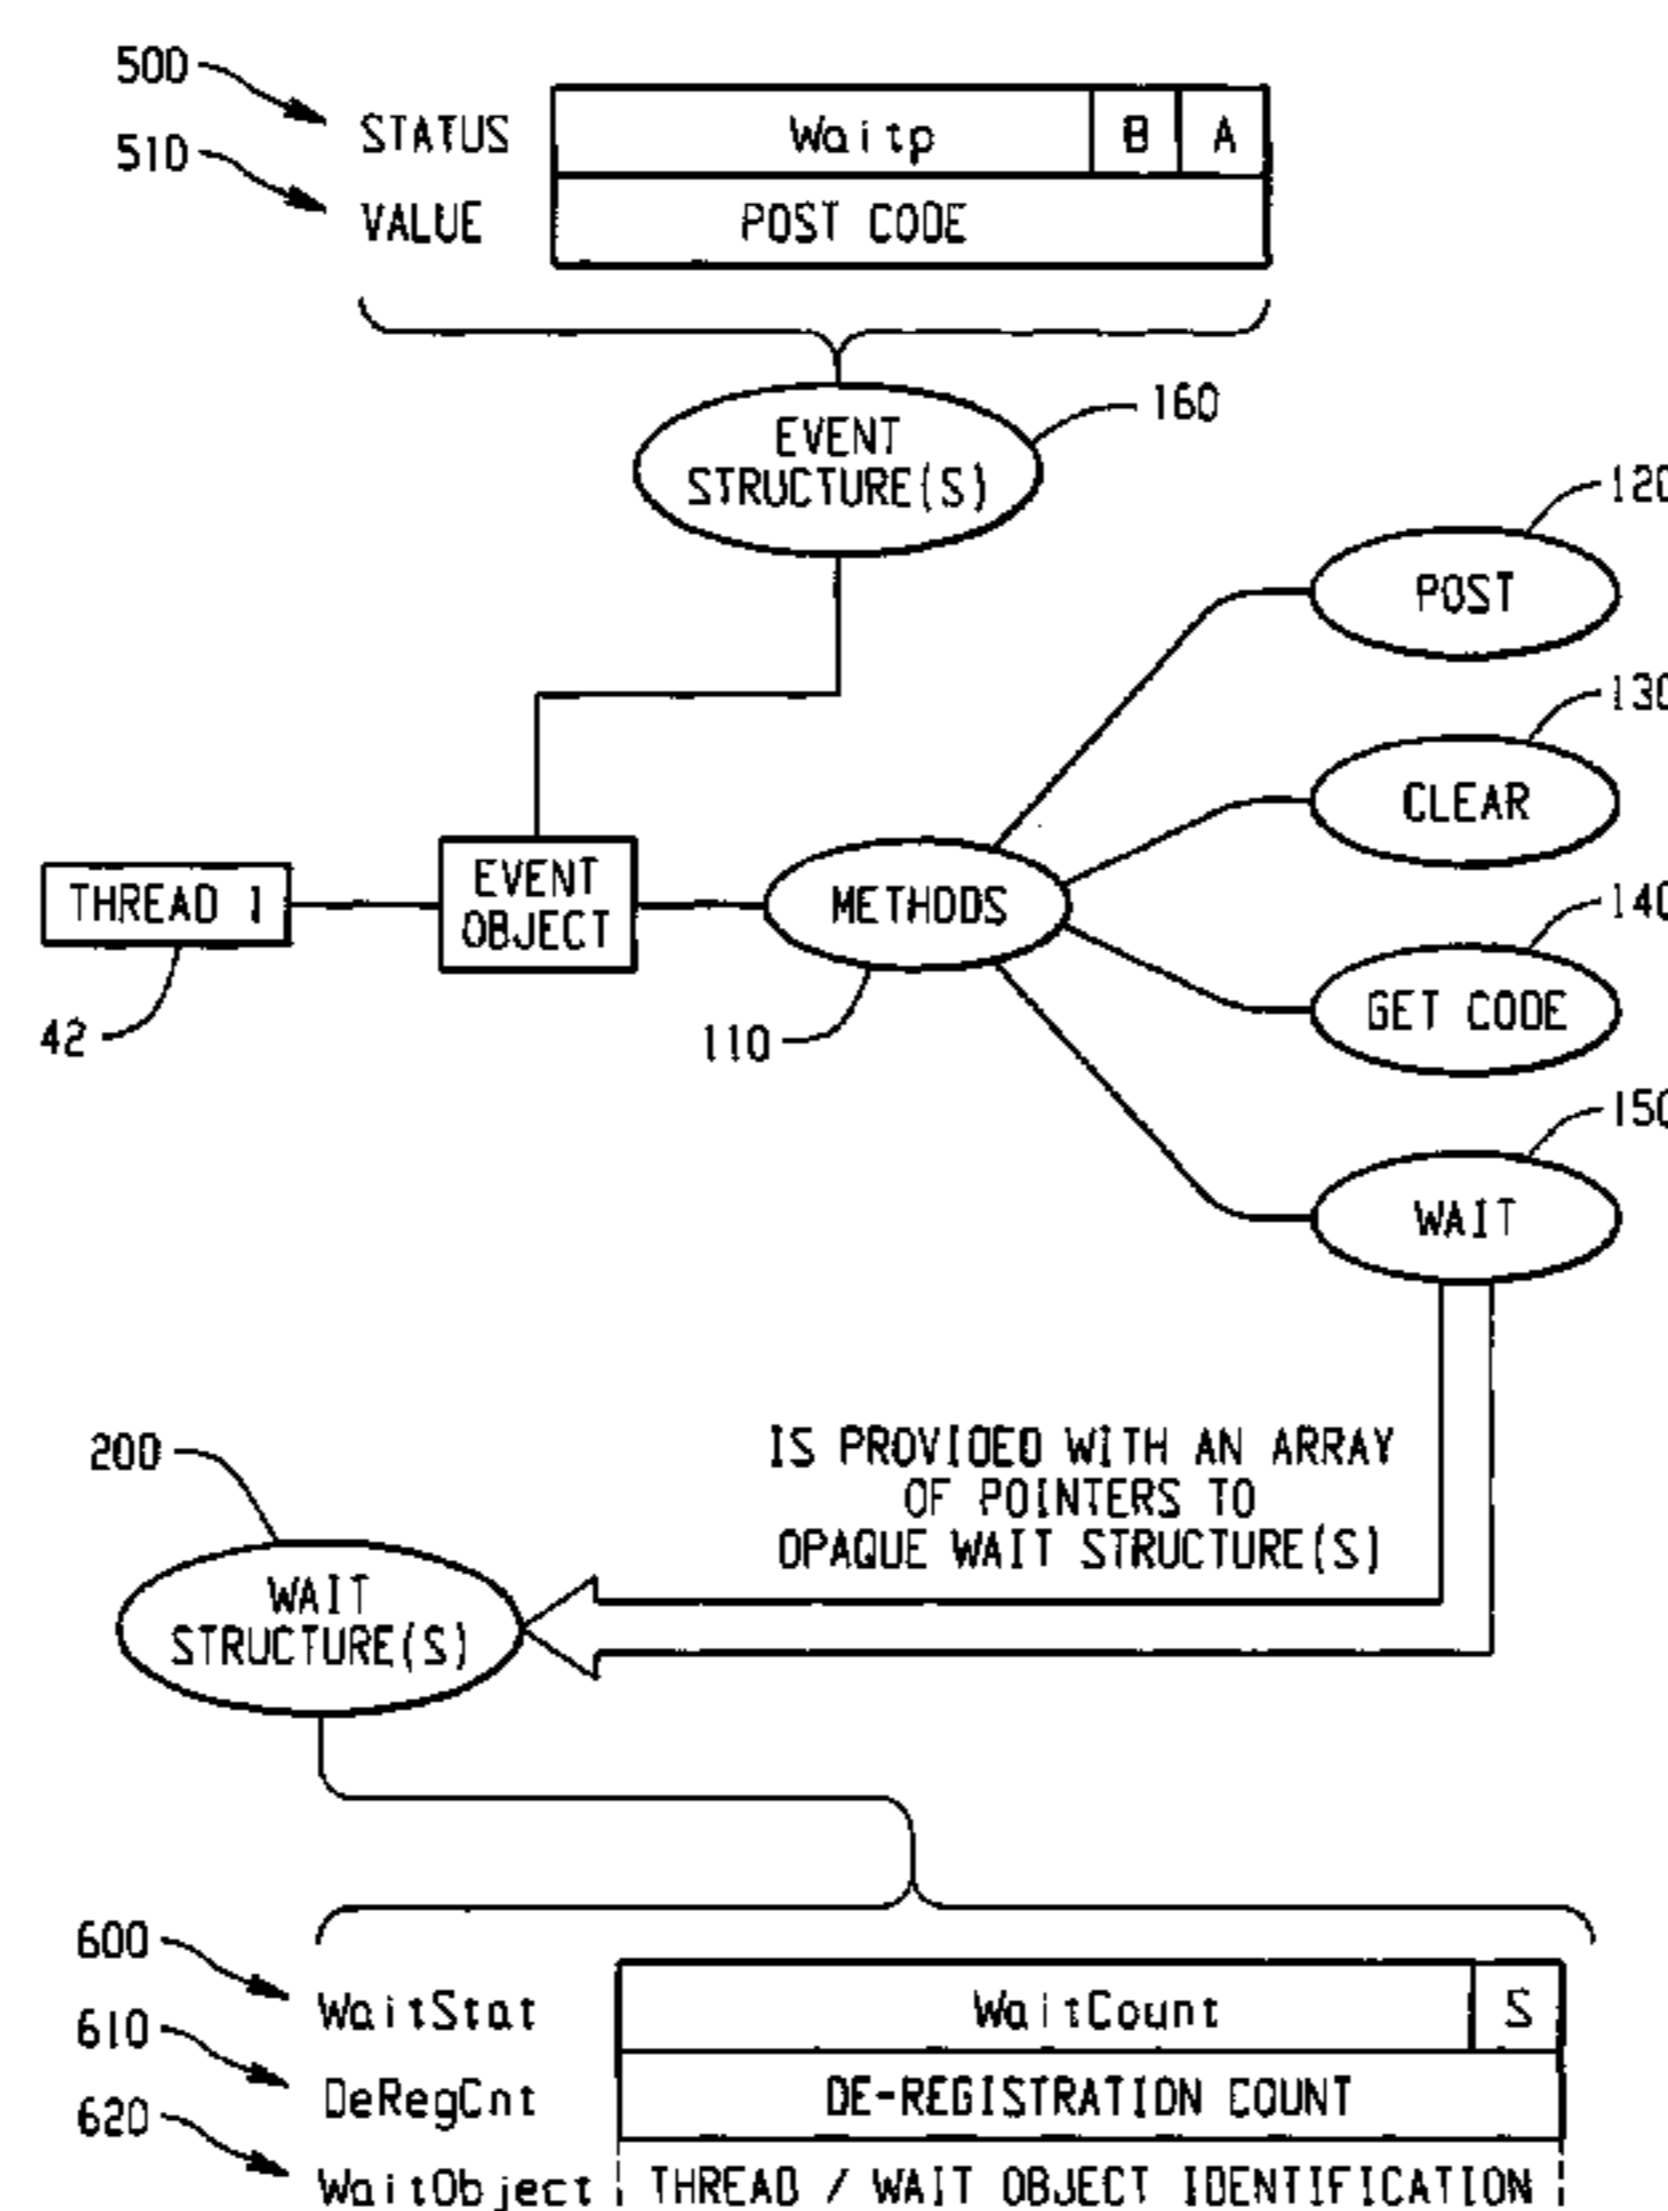 500
STATUS Waitp B A
510
VALUE POST CODE
EVENT
STRUCTURE(S)
160
120
POST
130
CLEAR
THREAD 1
EVENT
OBJECT
METHODS
140
GET CODE
42
110
150
WAIT
IS PROVIDED WITH AN ARRAY
OF POINTERS TO
OPAQUE WAIT STRUCTURE(S)
200
WAIT
STRUCTURE(S)
600
WaitStat WaitCount S
610
DeRegCnt DE-REGISTRATION COUNT
620
WaitObject THREAD / WAIT OBJECT IDENTIFICATION